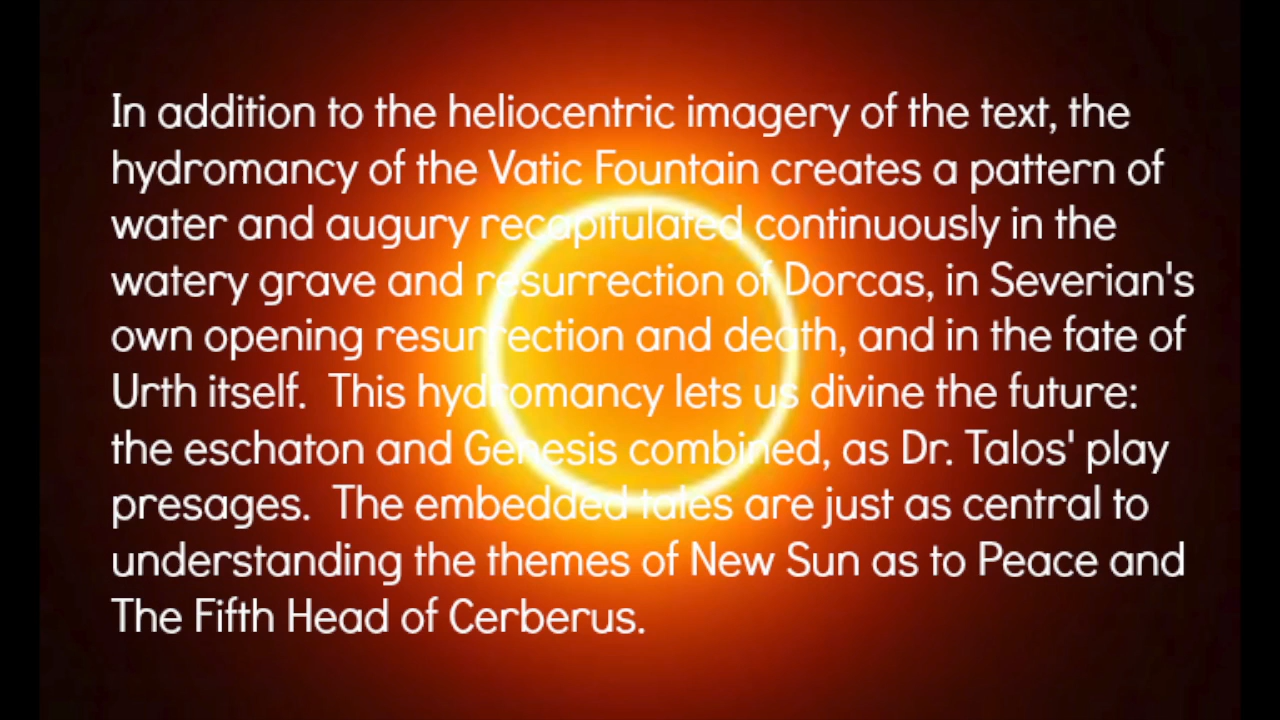 In addition to the heliocentric imagery of the text, the
hydromancy of the Vatic Fountain creates a pattern of
water and augury recapitulated continuously in the
watery grave and resurrection of Dorcas, in Severian's
own opening resurrection and death, and in the fate of
Urth itself.  This hydromancy lets us divine the future:
the eschaton and Genesis combined, as Dr. Talos' play
presages.  The embedded tales are just as central to
understanding the themes of New Sun as to Peace and
The Fifth Head of Cerberus.